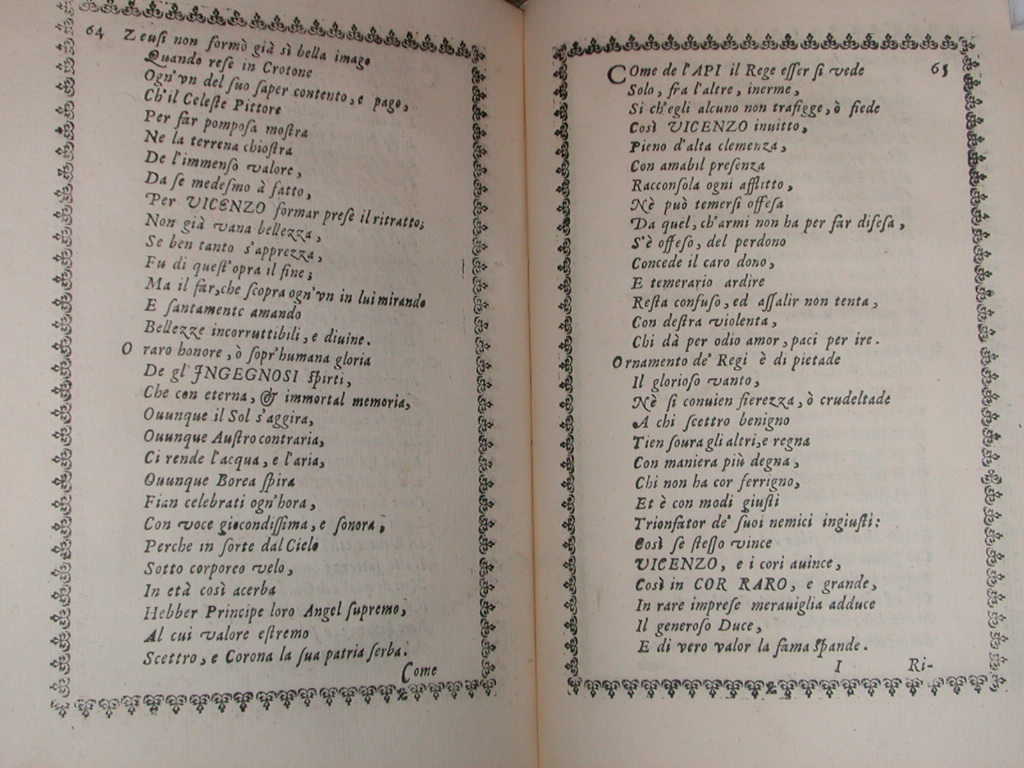 64
Zeuſi non formò già sì bella imago
Quando reſe in Crotone
Ogn'vn del ſuo ſaper contento, e pago,
Ch'il Celeſte Pittore
Per far pompoſa moſtra
Ne la terrena chioſtra
De l'immenſo valore,
Da ſe medeſmo à fatto,
Per VICENZO formar preſe il ritratto;
Non già vana bellezza,
Se ben tanto s'apprezza,
Fu di queſt'opra il fine;
Ma il far, che ſcopra ogn'vn in lui mirando
E ſantamente amando
Bellezze incorruttibili, e diuine.
O raro honore, ò ſopr'humana gloria
De gl'INGEGNOSI ſpirti,
Che con eterna, & immortal memoria,
Ouunque il Sol s'aggira,
Ouunque Auſtro contraria,
Ci rende l'acqua, e l'aria,
Ouunque Borea ſpira
Fian celebrati ogn'hora,
Con voce giocondiſſima, e ſonora,
Perche in ſorte dal Cielo
Sotto corporeo velo,
In età così acerba
Hebber Principe loro Angel ſupremo,
Al cui valore eſtremo
Scettro, e Corona la ſua patria ſerba.
Come
65
COme de l'API il Rege eſſer ſi vede
Solo, fra l'altre, inerme,
Si ch'egli alcuno non trafigge, ò fiede
Così VICENZO inuitto,
Pieno d'alta clemenza,
Con amabil preſenza
Racconſola ogni afflitto,
Nè può temerſi offeſa
Da quel, ch'armi non ha per far difeſa,
S'è offeſo, del perdono
Concede il caro dono,
E temerario ardire
Reſta confuſo, ed aſſalir non tenta,
Con deſtra violenta,
Chi dà per odio amor, paci per ire.
Ornamento de' Regi è di pietade
Il glorioſo vanto,
Nè ſi conuien fierezza, ò crudeltade
A chi ſcettro benigno
Tien ſoura gli altri, e regna
Con maniera più degna,
Chi non ha cor ferrigno,
Et è con modi giuſti
Trionfator de' ſuoi nemici ingiuſti:
Così ſe ſteſſo vince
VICENZO, e i cori auince,
Così in COR RARO, e grande,
In rare impreſe merauiglia adduce
Il generoſo Duce,
E di vero valor la fama ſpande.
I Ri-